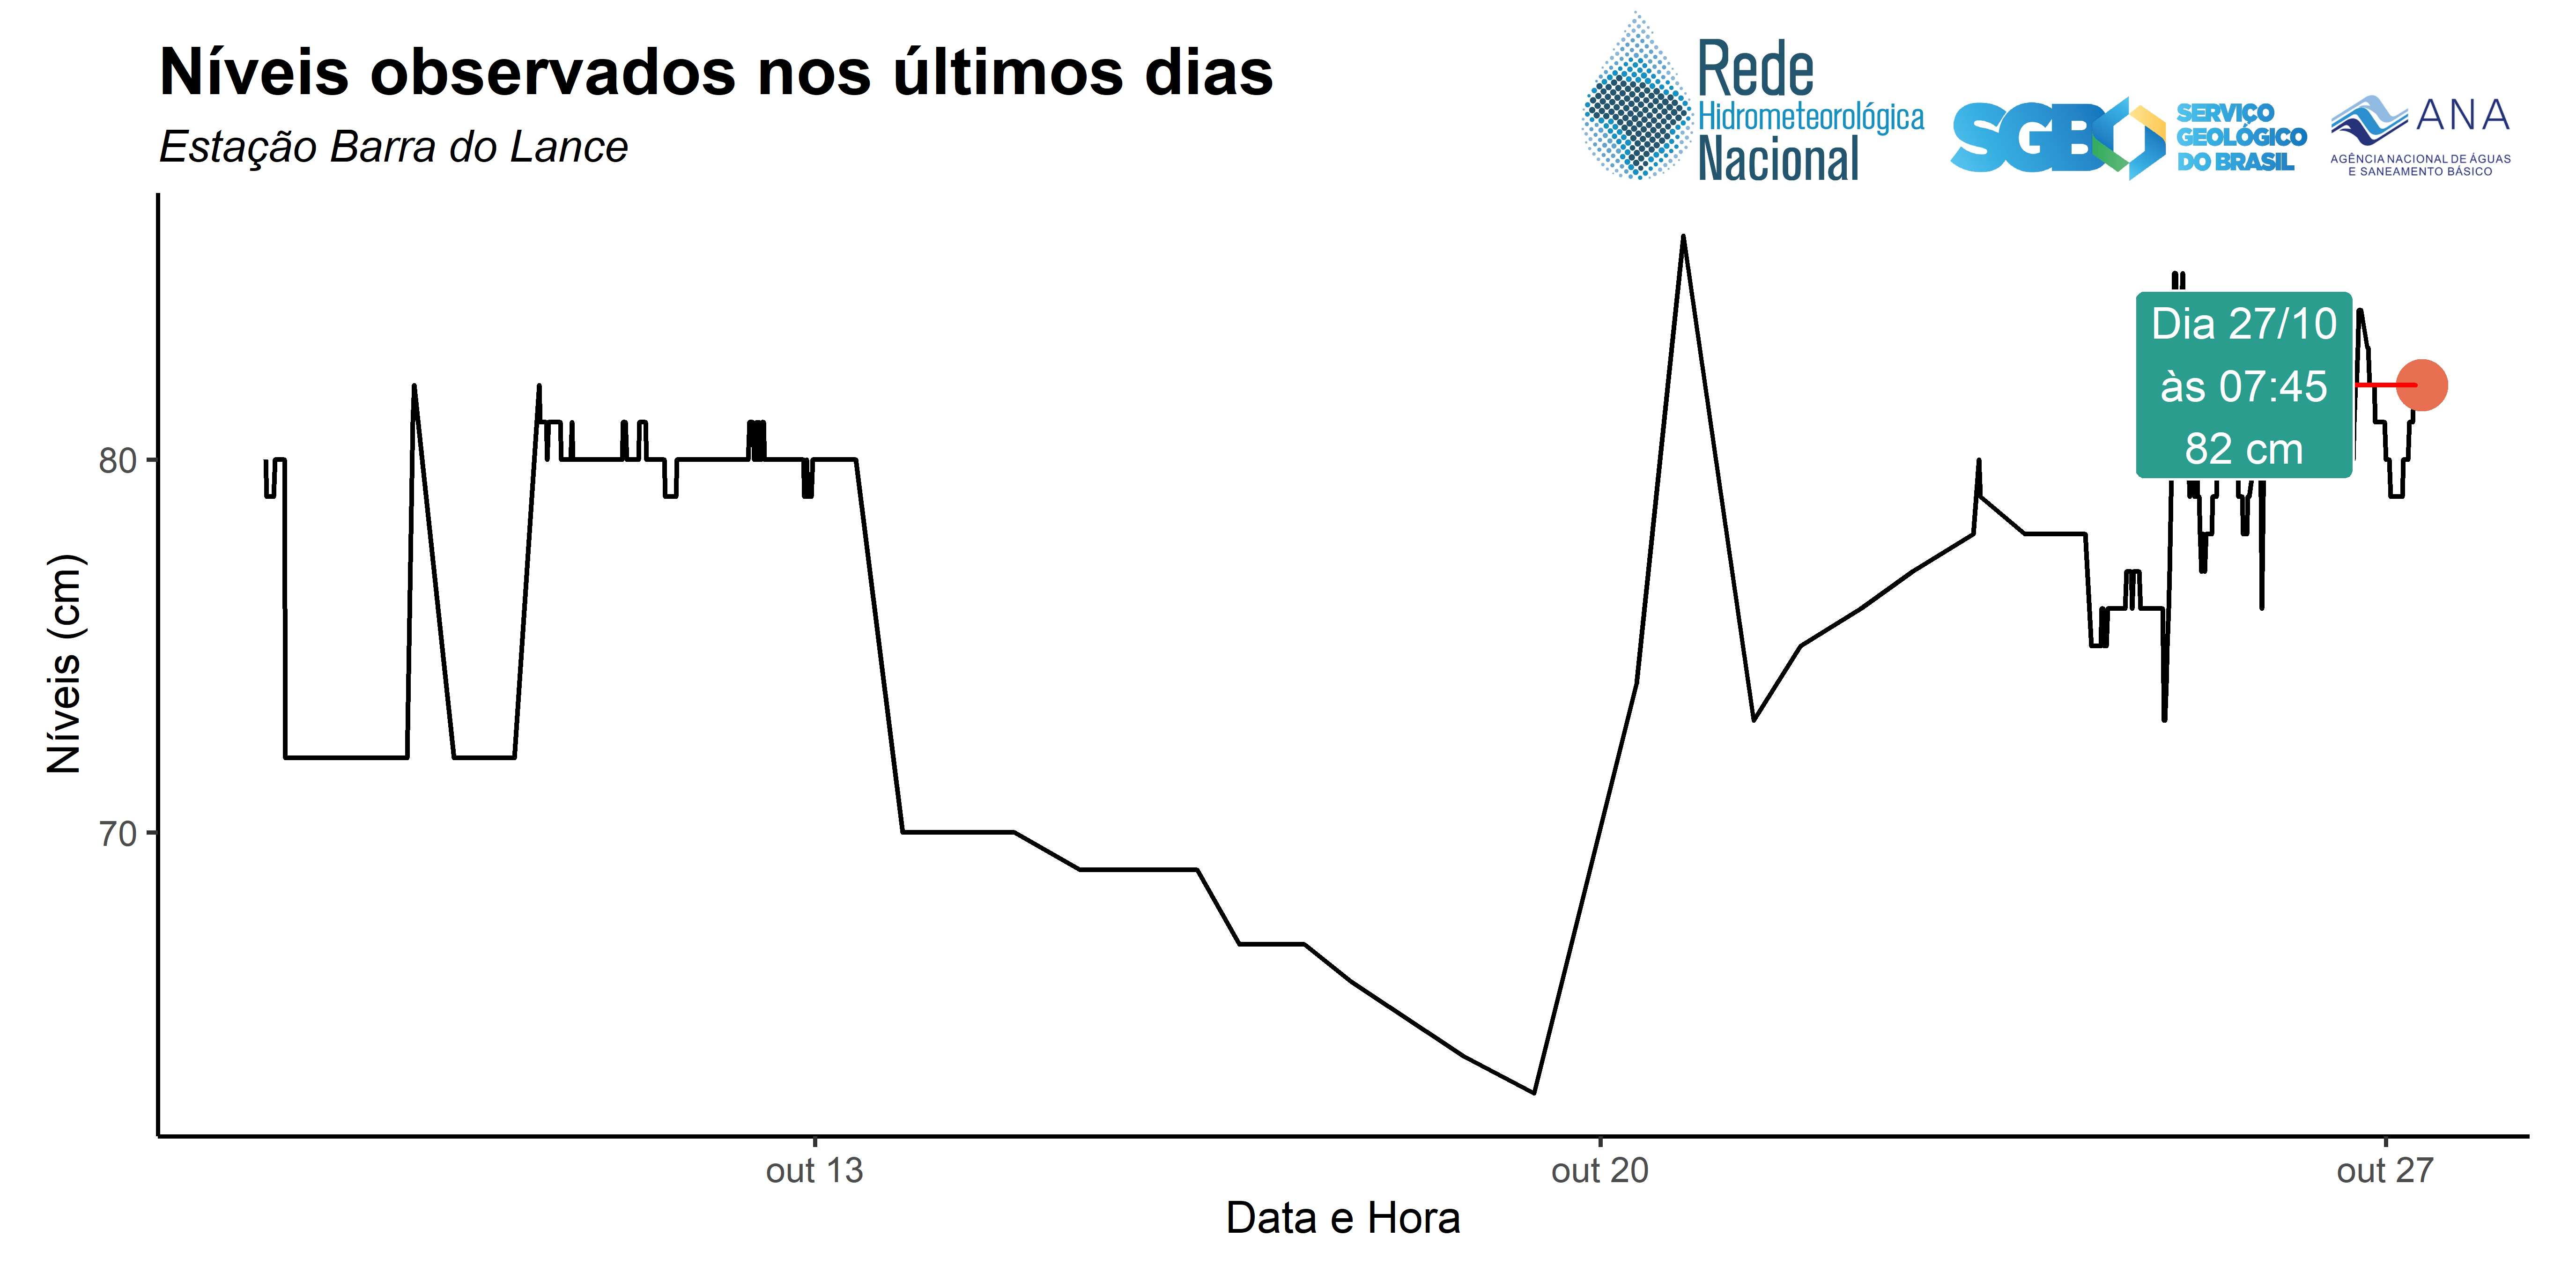 Níveis observados nos últimos dias
Estação Barra do Lance
Rede
Hidrometeorológica
Nacional
SGB
SERVIÇO
GEOLÓGICO
DO BRASIL
ANA
AGÊNCIA NACIONAL DE ÁGUAS
E SANEAMENTO BÁSICO
Níveis (cm)
80
70
Dia 27/10
às 07:45
82 cm
out 13
out 20
out 27
Data e Hora